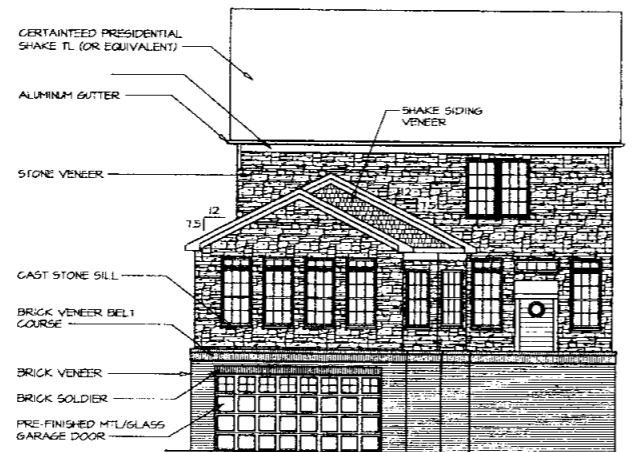 CERTAINTEED PRESIDENTIAL
SHAKE TL (OR EQUIVALENT)
ALUMINUM GUTTER
SHAKE SIDING
VENEER
STONE VENEER
12
7.5
12
7.5
CAST STONE SILL
BRICK VENEER BELT
COURSE
BRICK VENEER
BRICK SOLDIER
PRE-FINISHED MTL/GLASS
GARAGE DOOR